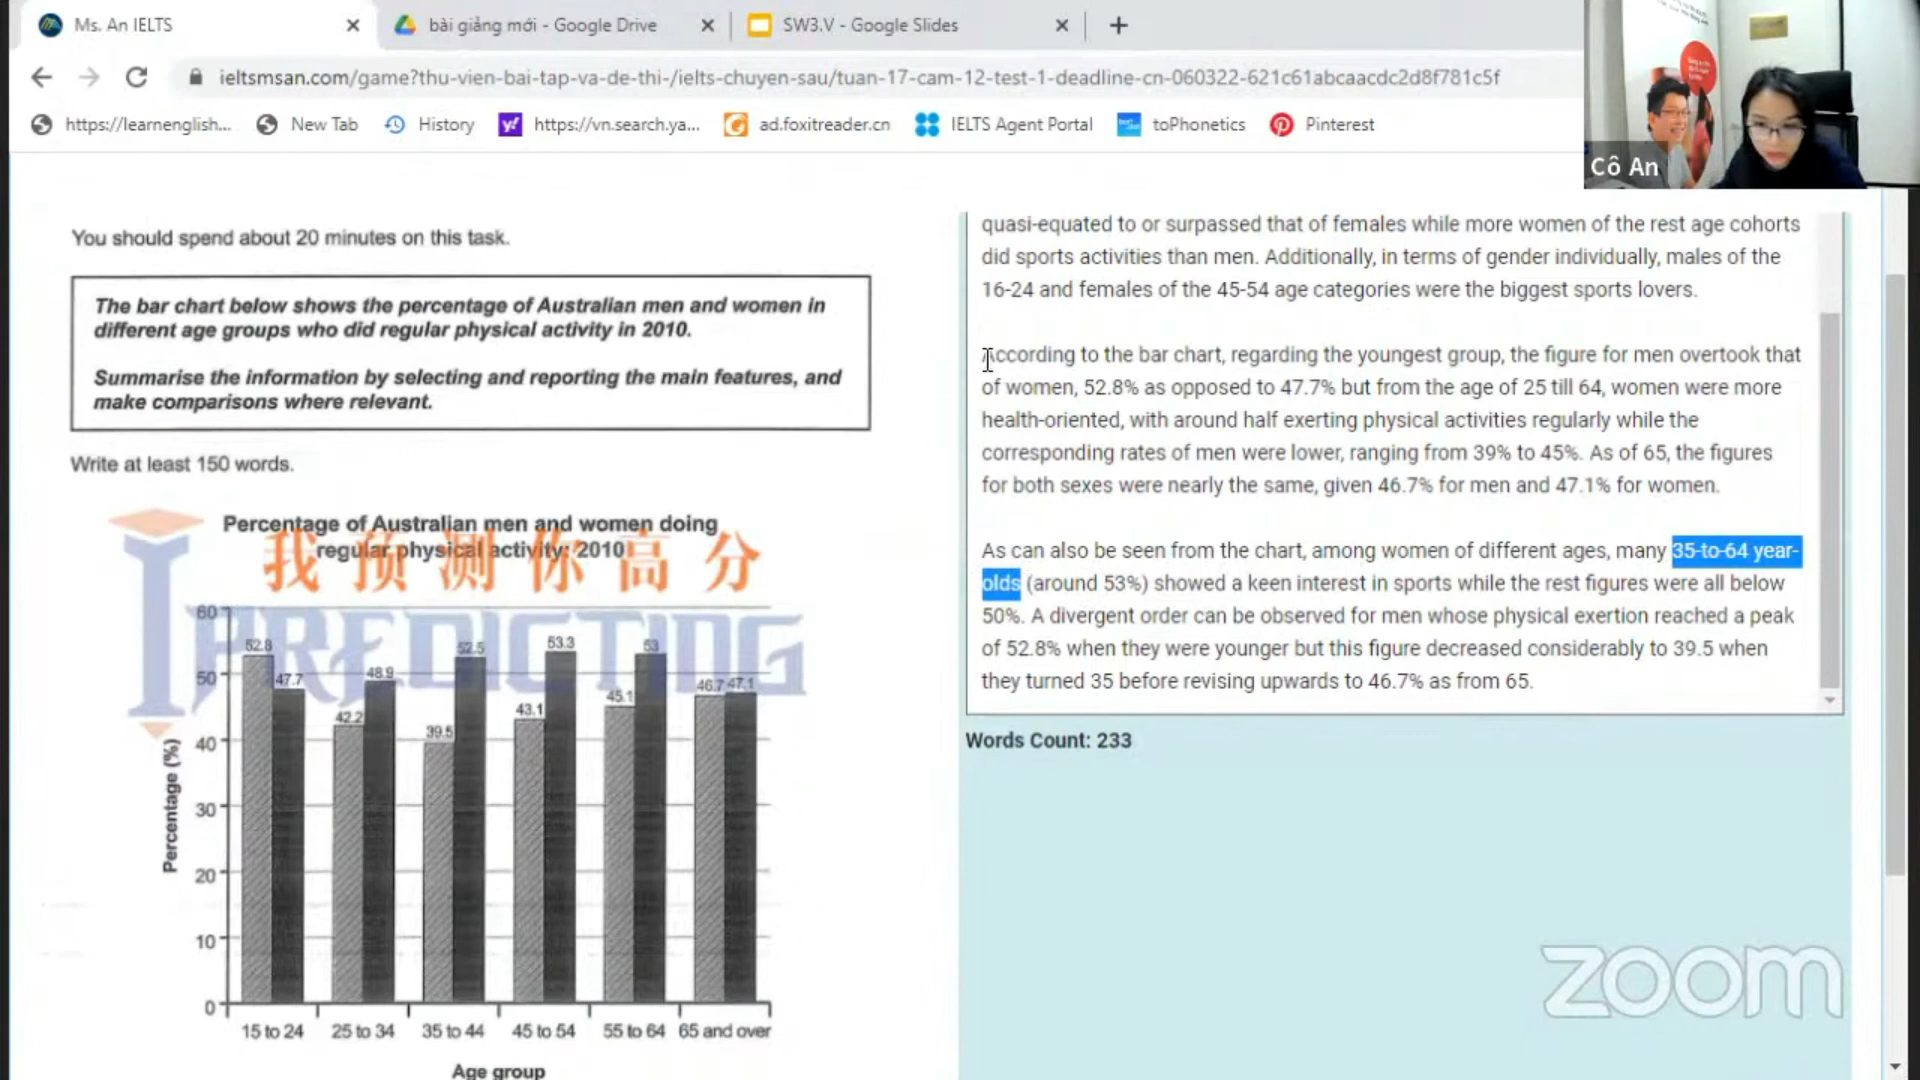 Ms. An IELTS
bài giảng mới - Google Drive
SW3.V - Google Slides
ieltsmsan.com/game?thu-vien-bai-tap-va-de-thi-/ielts-chuyen-sau/tuan-17-cam-12-test-1-deadline-cn-060322-621c61abcaacdc2d8f781c5f
https://learnenglish...
New Tab
History
https://vn.search.ya...
ad.foxitreader.cn
IELTS Agent Portal
toPhonetics
Pinterest
Cô An
You should spend about 20 minutes on this task.
The bar chart below shows the percentage of Australian men and women in
different age groups who did regular physical activity in 2010.
Summarise the information by selecting and reporting the main features, and
make comparisons where relevant.
Write at least 150 words.
Percentage of Australian men and women doing
regular physical activity: 2010
我预测你高分
IPREDICTING
Percentage (%)
60
50
40
30
20
10
0
52.8
47.7
42.2
48.9
39.5
52.5
43.1
53.3
45.1
53
46.7
47.1
15 to 24
25 to 34
35 to 44
45 to 54
55 to 64
65 and over
Age group
quasi-equated to or surpassed that of females while more women of the rest age cohorts
did sports activities than men. Additionally, in terms of gender individually, males of the
16-24 and females of the 45-54 age categories were the biggest sports lovers.
According to the bar chart, regarding the youngest group, the figure for men overtook that
of women, 52.8% as opposed to 47.7% but from the age of 25 till 64, women were more
health-oriented, with around half exerting physical activities regularly while the
corresponding rates of men were lower, ranging from 39% to 45%. As of 65, the figures
for both sexes were nearly the same, given 46.7% for men and 47.1% for women.
As can also be seen from the chart, among women of different ages, many 35-to-64 year-
olds (around 53%) showed a keen interest in sports while the rest figures were all below
50%. A divergent order can be observed for men whose physical exertion reached a peak
of 52.8% when they were younger but this figure decreased considerably to 39.5 when
they turned 35 before revising upwards to 46.7% as from 65.
Words Count: 233
zoom